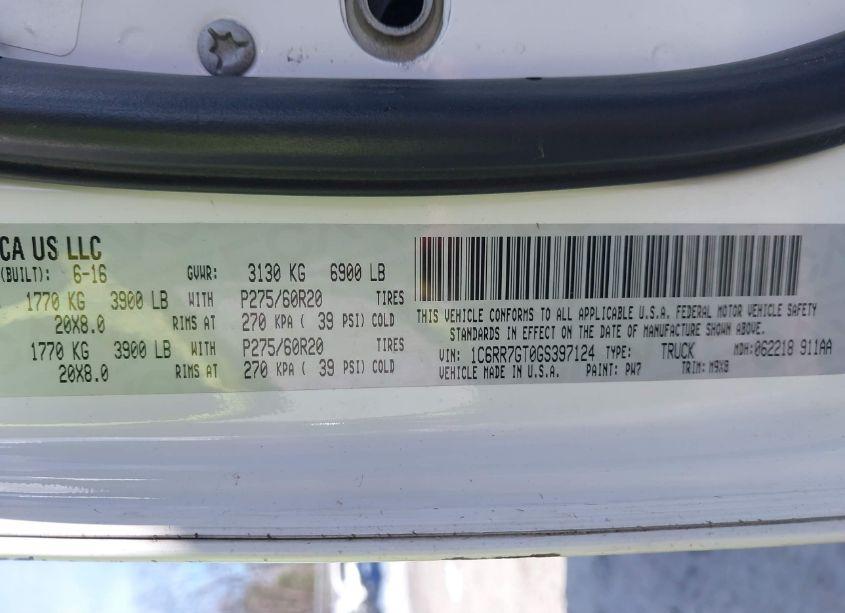 CA US LLC
(BUILT): 6-16 GVWR: 3130 KG 6900 LB
1770 KG 3900 LB WITH P275/60R20 TIRES
20X8.0 RIMS AT 270 KPA ( 39 PSI) COLD
1770 KG 3900 LB WITH P275/60R20 TIRES
20X8.0 RIMS AT 270 KPA ( 39 PSI) COLD
THIS VEHICLE CONFORMS TO ALL APPLICABLE U.S.A. FEDERAL MOTOR VEHICLE SAFETY
STANDARDS IN EFFECT ON THE DATE OF MANUFACTURE SHOWN ABOVE.
VIN: 1C6RR7GT0GS397124 TYPE: TRUCK MDH: 062218 911AA
VEHICLE MADE IN U.S.A. PAINT: PW7 TRIM: M9X8